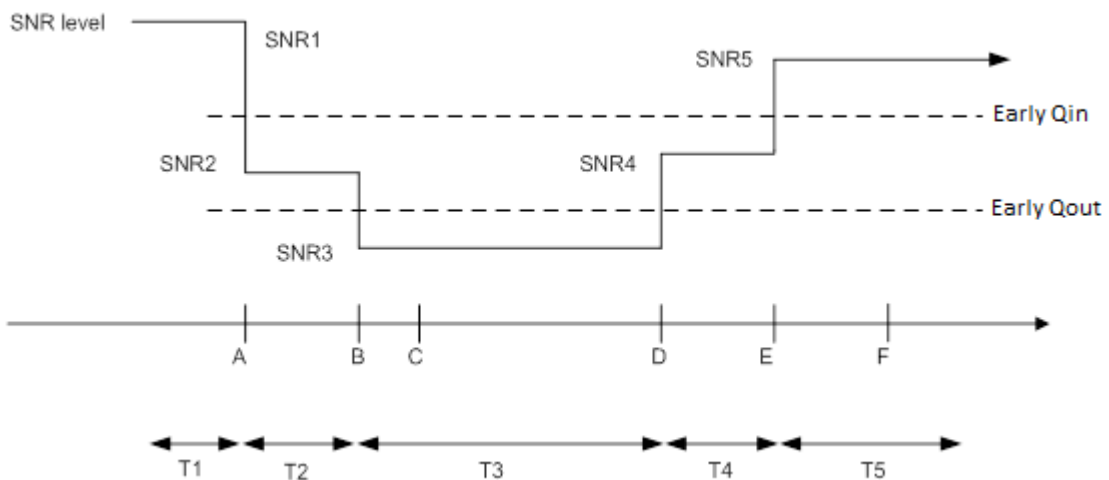 SNR level
SNR1
SNR5
Early Qin
SNR2
SNR4
Early Qout
SNR3
A B C D E F
T1 T2 T3 T4 T5